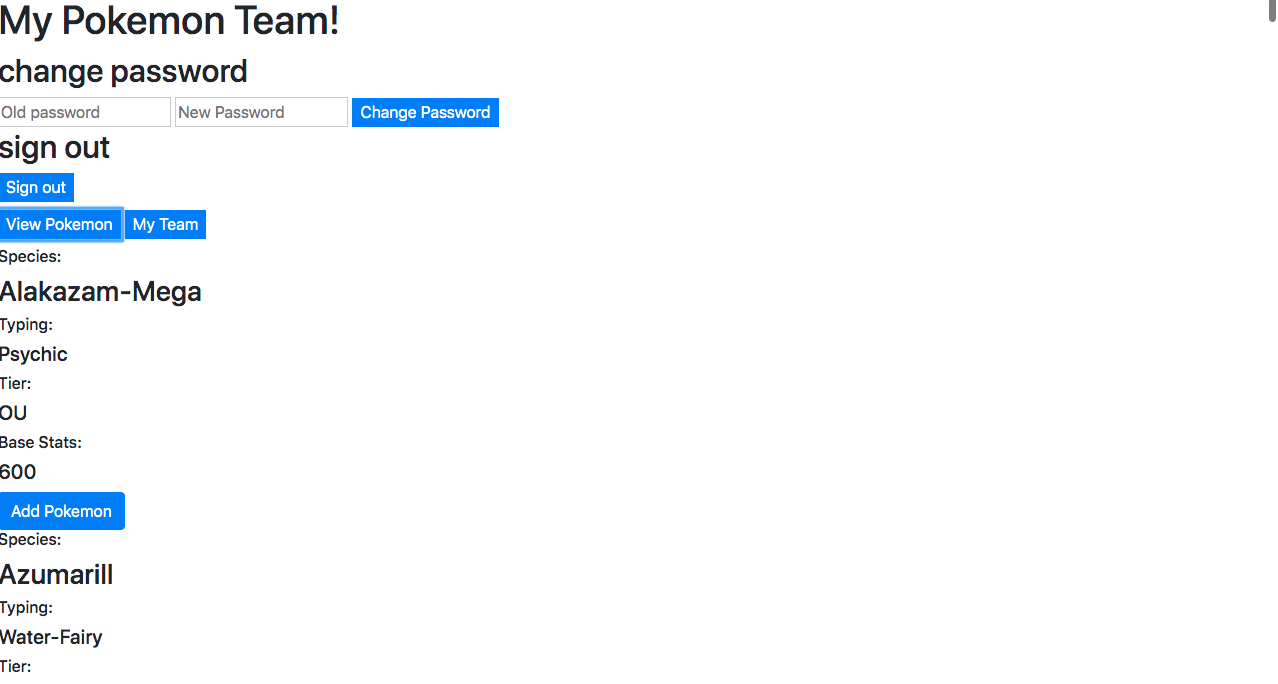 My Pokemon Team!
change password
Old password New Password Change Password
sign out
Sign out
View Pokemon My Team
Species:
Alakazam-Mega
Typing:
Psychic
Tier:
OU
Base Stats:
600
Add Pokemon
Species:
Azumarill
Typing:
Water-Fairy
Tier: